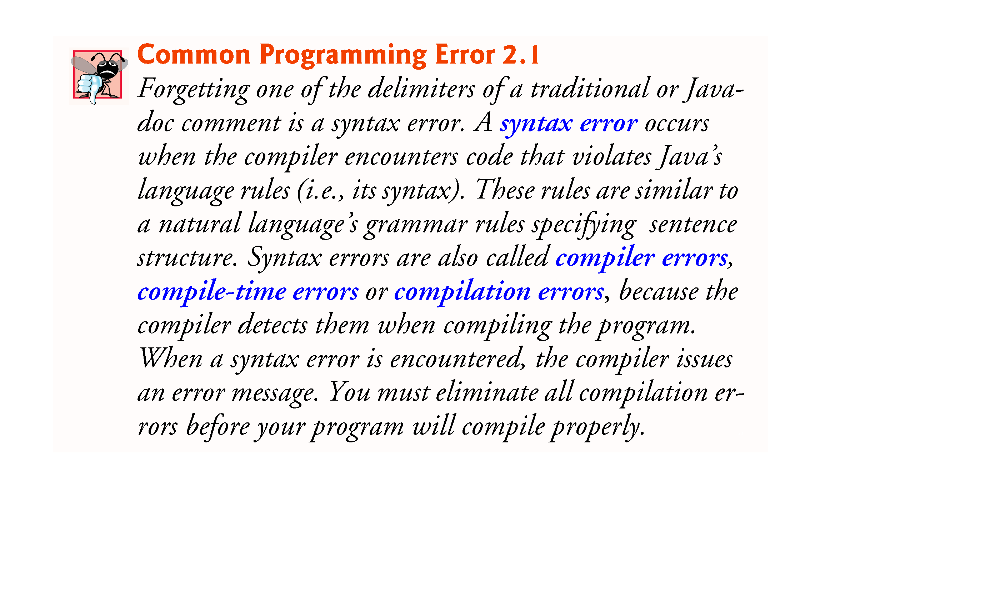 Common Programming Error 2.1
Forgetting one of the delimiters of a traditional or Java-
doc comment is a syntax error. A syntax error occurs
when the compiler encounters code that violates Java’s
language rules (i.e., its syntax). These rules are similar to
a natural language’s grammar rules specifying sentence
structure. Syntax errors are also called compiler errors,
compile-time errors or compilation errors, because the
compiler detects them when compiling the program.
When a syntax error is encountered, the compiler issues
an error message. You must eliminate all compilation er-
rors before your program will compile properly.